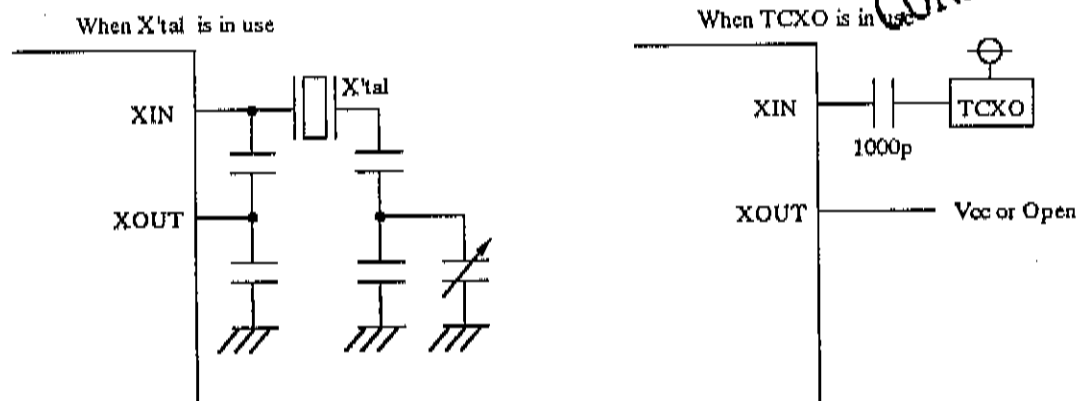 When X'tal is in use
X'tal
XIN
XOUT
When TCXO is in use
XIN
TCXO
1000p
XOUT
Vcc or Open